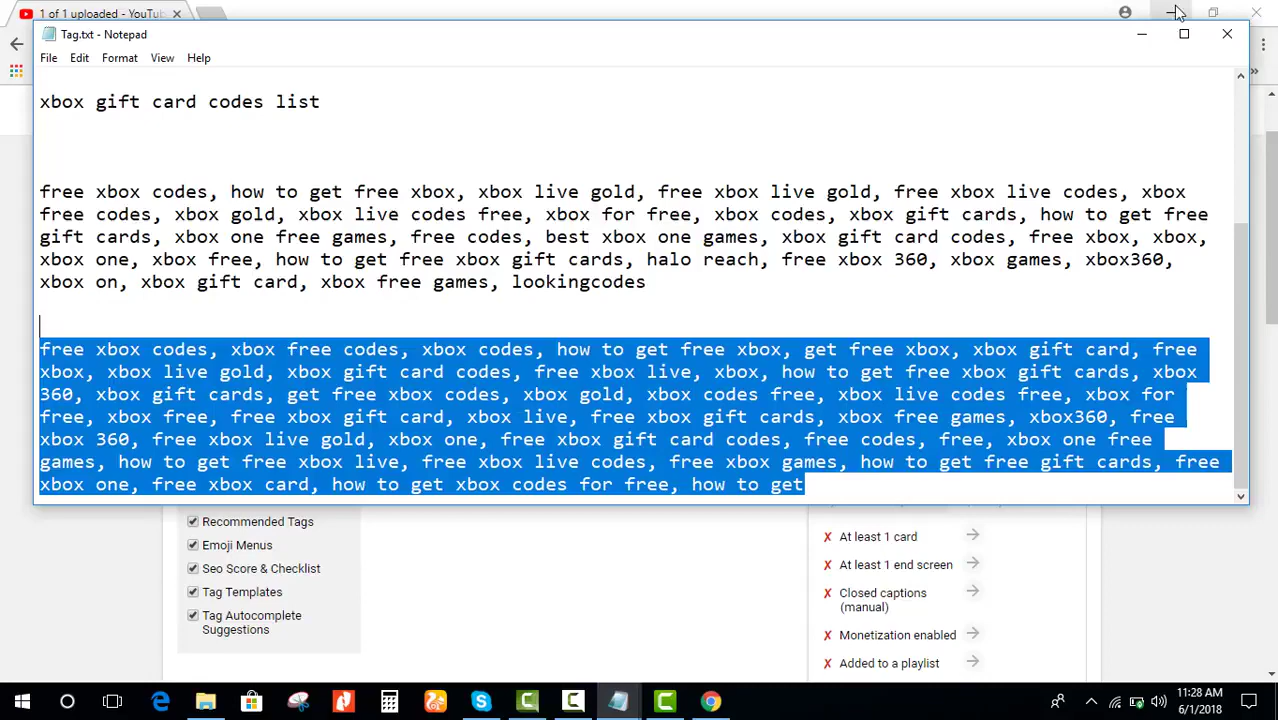 1 of 1 uploaded - YouTu
Tag.txt - Notepad
File Edit Format View Help
xbox gift card codes list
free xbox codes, how to get free xbox, xbox live gold, free xbox live gold, free xbox live codes, xbox
free codes, xbox gold, xbox live codes free, xbox for free, xbox codes, xbox gift cards, how to get free
gift cards, xbox one free games, free codes, best xbox one games, xbox gift card codes, free xbox, xbox,
xbox one, xbox free, how to get free xbox gift cards, halo reach, free xbox 360, xbox games, xbox360,
xbox on, xbox gift card, xbox free games, lookingcodes
free xbox codes, xbox free codes, xbox codes, how to get free xbox, get free xbox, xbox gift card, free
xbox, xbox live gold, xbox gift card codes, free xbox live, xbox, how to get free xbox gift cards, xbox
360, xbox gift cards, get free xbox codes, xbox gold, xbox codes free, xbox live codes free, xbox for
free, xbox free, free xbox gift card, xbox live, free xbox gift cards, xbox free games, xbox360, free
xbox 360, free xbox live gold, xbox one, free xbox gift card codes, free codes, free, xbox one free
games, how to get free xbox live, free xbox live codes, free xbox games, how to get free gift cards, free
xbox one, free xbox card, how to get xbox codes for free, how to get
Recommended Tags
Emoji Menus
Seo Score & Checklist
Tag Templates
Tag Autocomplete
Suggestions
At least 1 card
At least 1 end screen
Closed captions
(manual)
Monetization enabled
Added to a playlist
11:28 AM
6/1/2018